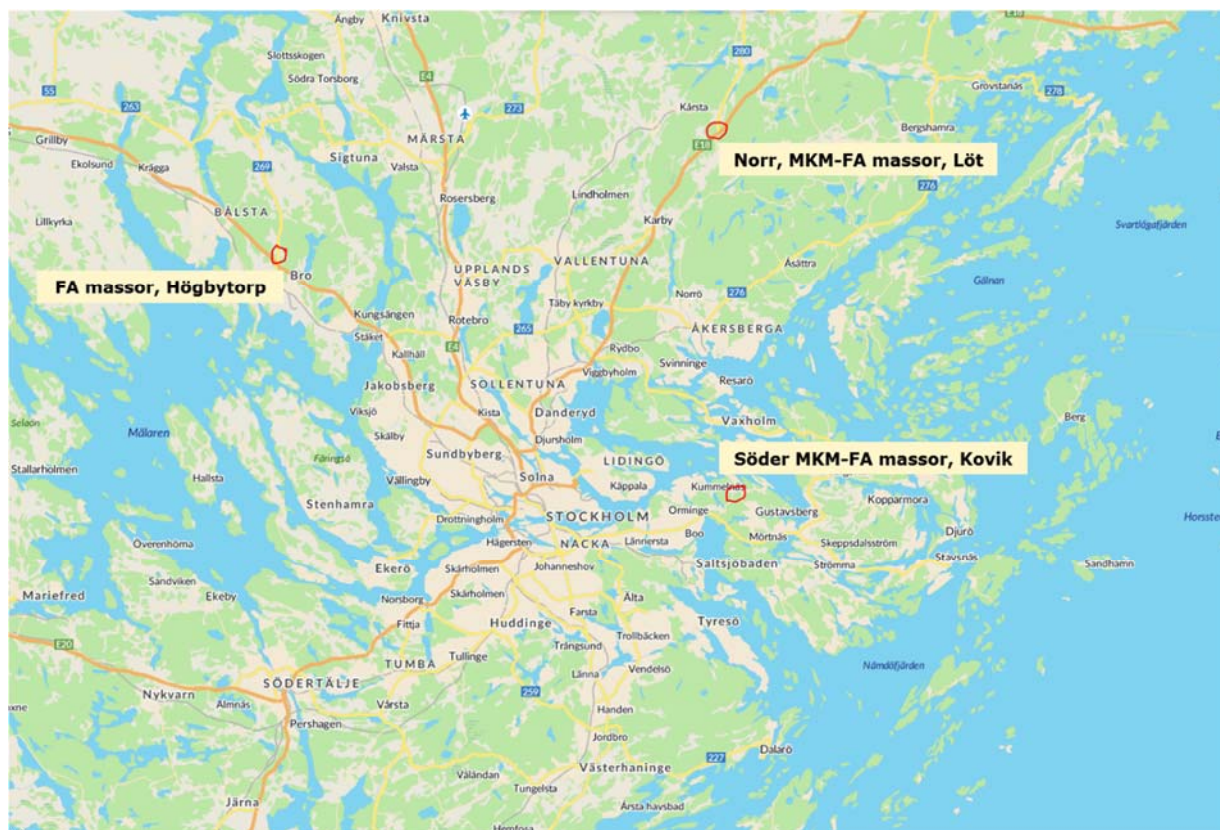 Ängby
Knivsta
Slottsskogen
Södra Torsborg
E4
280
E18
55
263
273
Kårsta
Grovstanäs
278
MÄRSTA
Bergshamra
Grillby
Ekolsund
Krägga
269
Sigtuna
Valsta
E18
Norr, MKM-FA massor, Löt
276
Lindholmen
Rosersberg
Lillkyrka
BÅLSTA
Karby
Svartlögafjärden
FA massor, Högbytorp
Bro
UPPLANDS
VÄSBY
VALLENTUNA
Åsättra
Gälnan
Norrö
276
Täby kyrkby
Kungsängen
Rotebro
265
ÅKERSBERGA
Stäket
Kallhäll
E4
Rydbo
Svinninge
Viggbyholm
Jakobsberg
SOLLENTUNA
Resarö
Viksjö
Kista
Danderyd
Vaxholm
Berg
Selaön
Mälaren
Skälby
Djursholm
Färingsö
Sundbyberg
LIDINGÖ
Söder MKM-FA massor, Kovik
Stallarholmen
Hallsta
Solna
Käppala
Kummelnäs
Kopparmora
Vällingby
Stenhamra
STOCKHOLM
Orminge
Gustavsberg
Drottningholm
Boo
Mörtnäs
Djurö
Överenhörna
Hägersten
NACKA
Lännersta
Skeppsdalsström
Stavsnäs
Ekerö
Skärholmen
Johanneshov
Saltsjöbaden
Strömma
Sandhamn
Sandviken
Mariefred
Ekeby
Norsborg
Skärholmen
Älta
Fittja
Huddinge
Farsta
Tyresö
E20
Trollbäcken
TUMBA
Tullinge
Trångsund
Nämdöfjärden
Vendelsö
Länna
SÖDERTÄLJE
Nykvarn
Almnäs
259
Vårsta
Handen
Pershagen
Jordbro
Dalarö
227
Västerhaninge
Tungelsta
Järna
Årsta havsbad